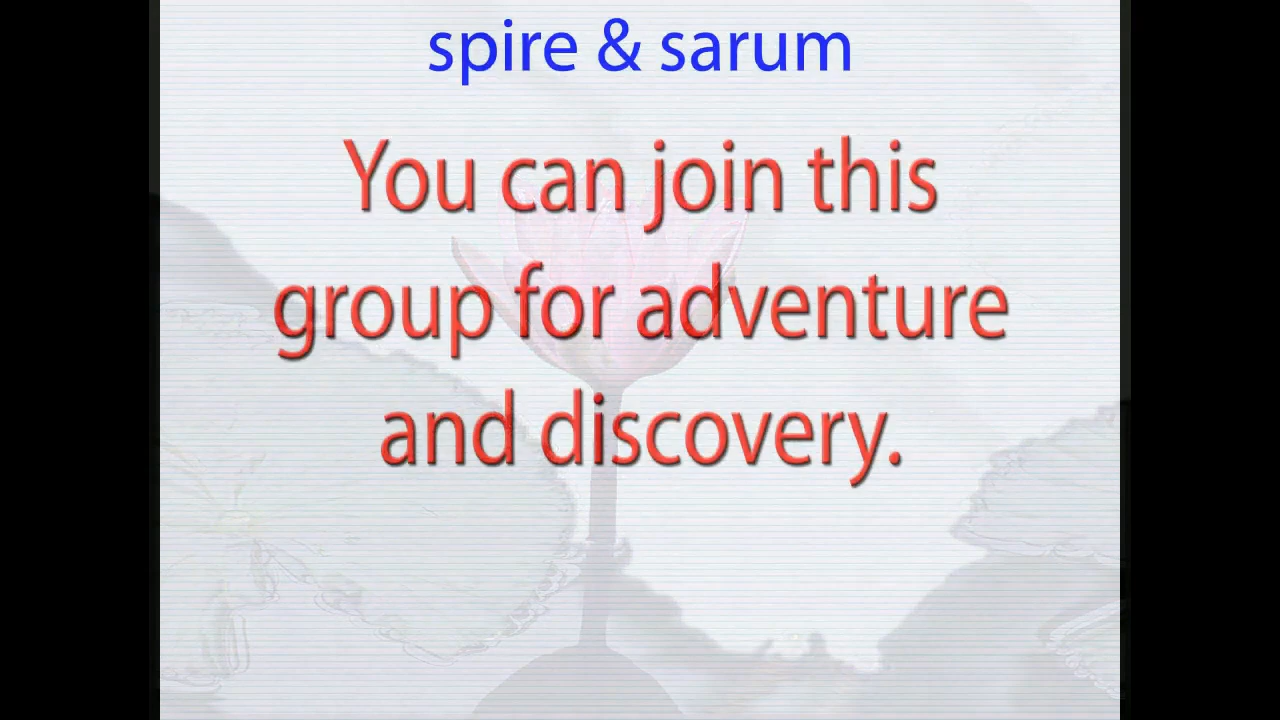 spire & sarum
You can join this
group for adventure
and discovery.